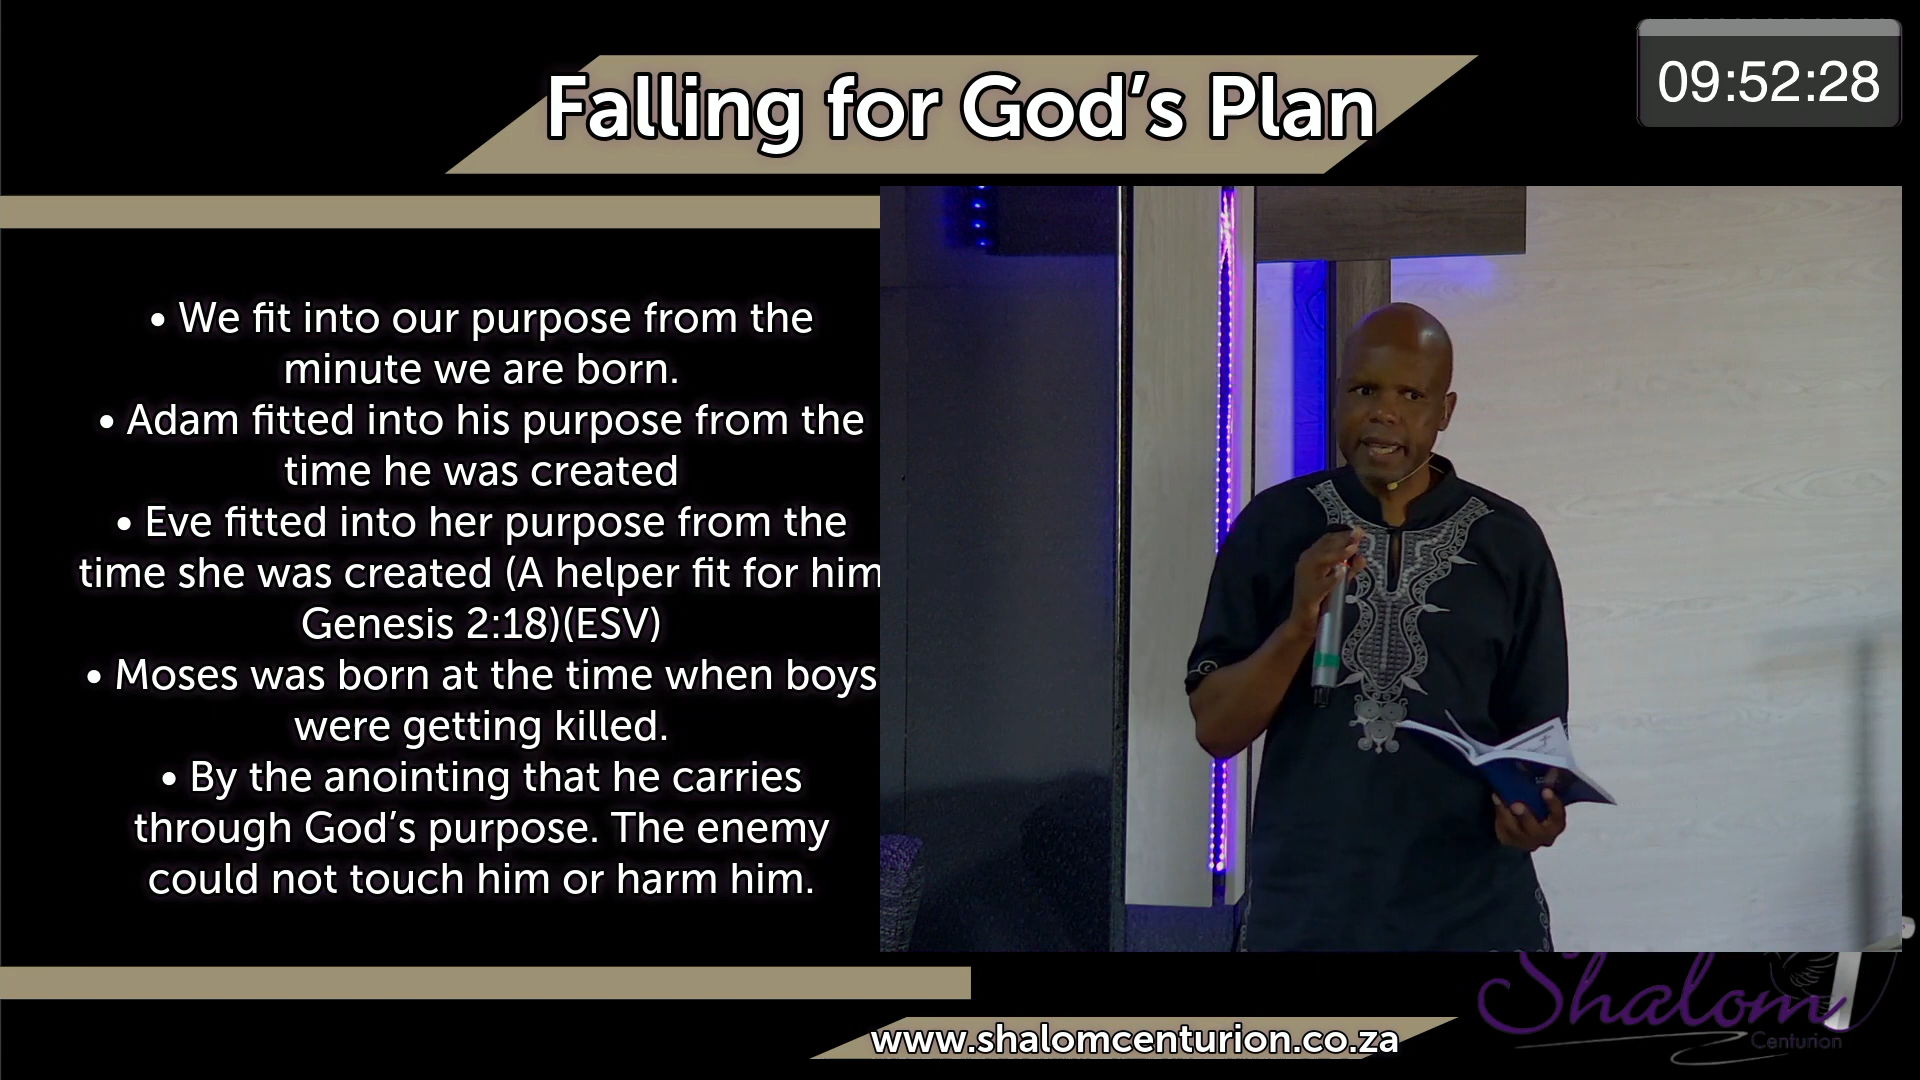 Falling for God's Plan
09:52:28
• We fit into our purpose from the
minute we are born.
• Adam fitted into his purpose from the
time he was created
• Eve fitted into her purpose from the
time she was created (A helper fit for him
Genesis 2:18)(ESV)
• Moses was born at the time when boys
were getting killed.
• By the anointing that he carries
through God's purpose. The enemy
could not touch him or harm him.
www.shalomcenturion.co.za
Shalom
Centurion